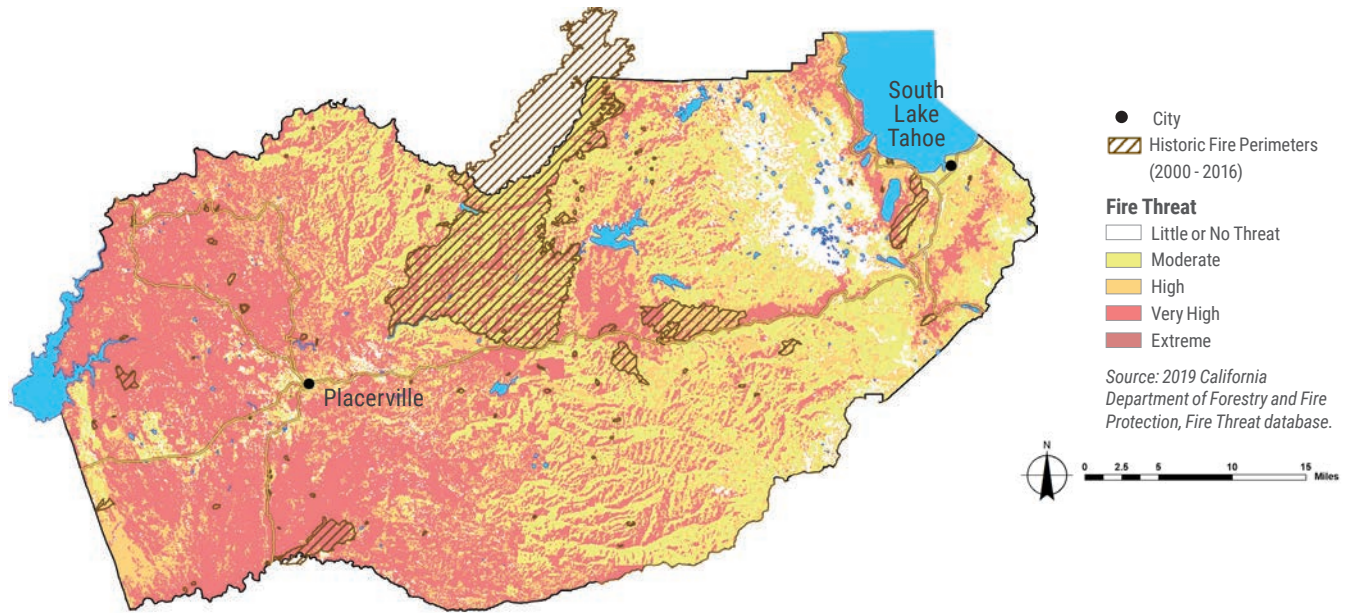 South
Lake
Tahoe
Placerville
City
Historic Fire Perimeters
(2000 - 2016)
Fire Threat
Little or No Threat
Moderate
High
Very High
Extreme
Source: 2019 California
Department of Forestry and Fire
Protection, Fire Threat database.
N
0 2.5 5 10 15
Miles